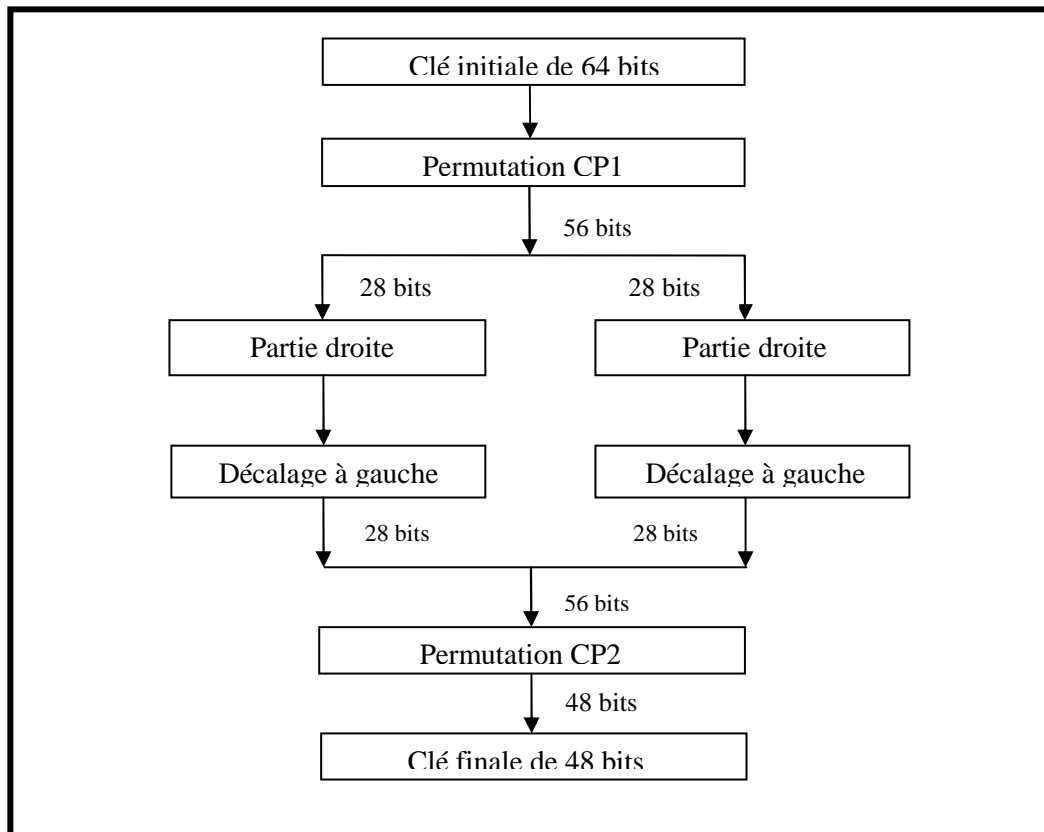 Clé initiale de 64 bits
Permutation CP1
56 bits
28 bits 28 bits
Partie droite Partie droite
Décalage à gauche Décalage à gauche
28 bits 28 bits
56 bits
Permutation CP2
48 bits
Clé finale de 48 bits